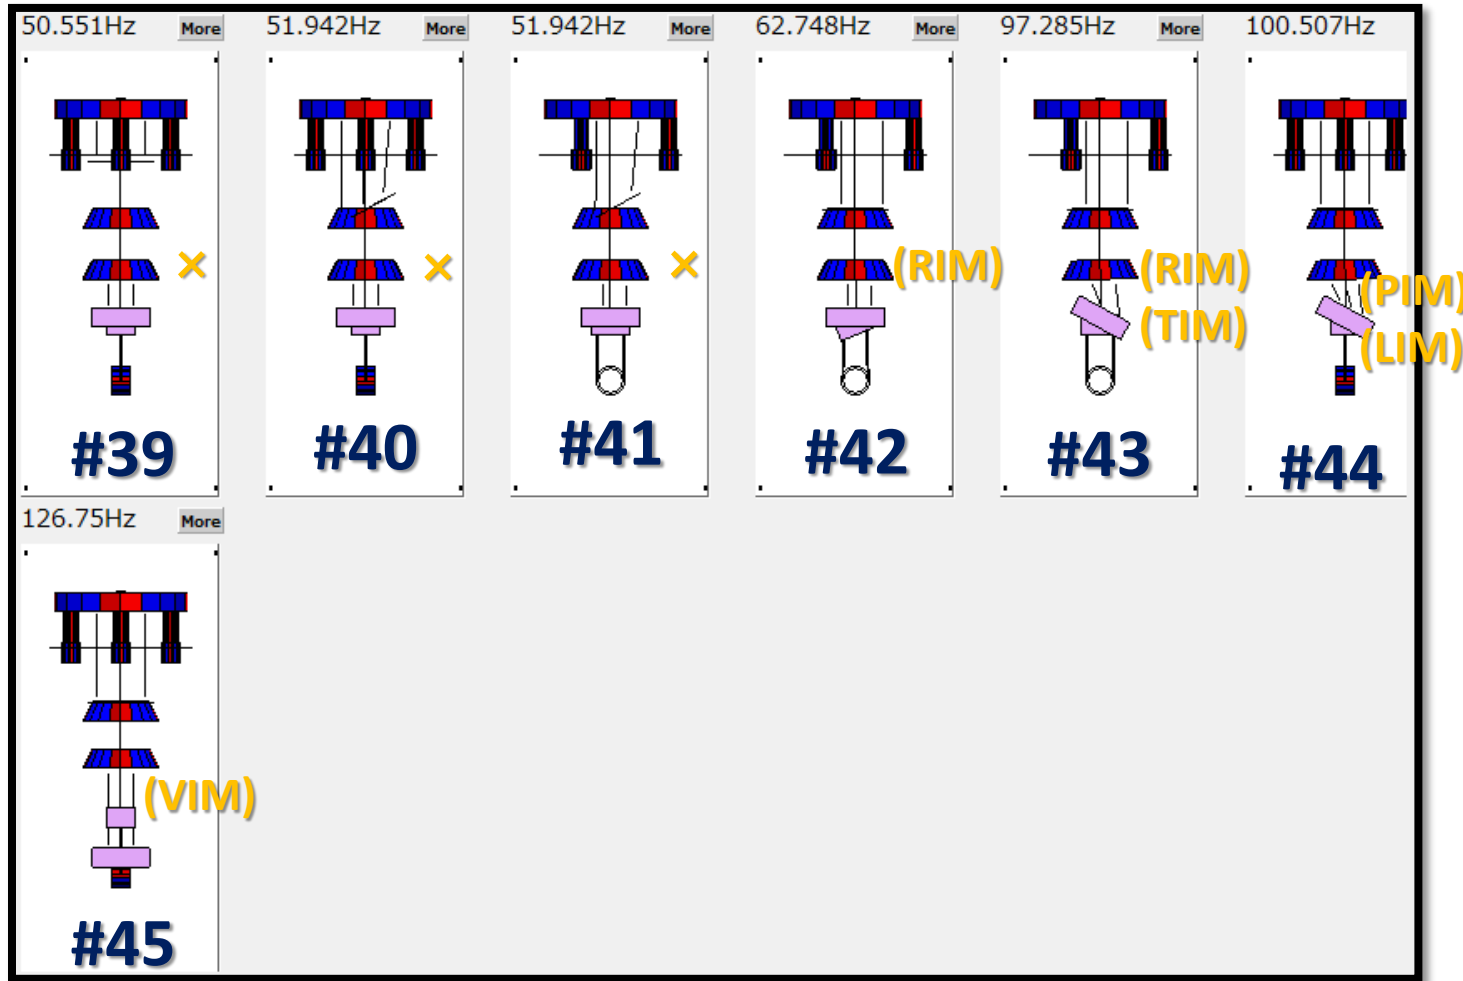 50.551Hz More 51.942Hz More 51.942Hz More 62.748Hz More 97.285Hz More 100.507Hz
× × × (RIM) (RIM) (PIM)
(TIM) (LIM)
#39 #40 #41 #42 #43 #44
126.75Hz More
(VIM)
#45